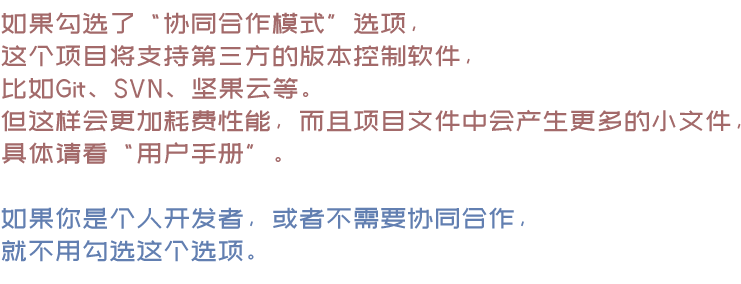 如果勾选了“协同合作模式”选项，
这个项目将支持第三方的版本控制软件，
比如Git、SVN、坚果云等。
但这样会更加耗费性能，而且项目文件中会产生更多的小文件，
具体请看“用户手册”。
如果你是个人开发者，或者不需要协同合作，
就不用勾选这个选项。